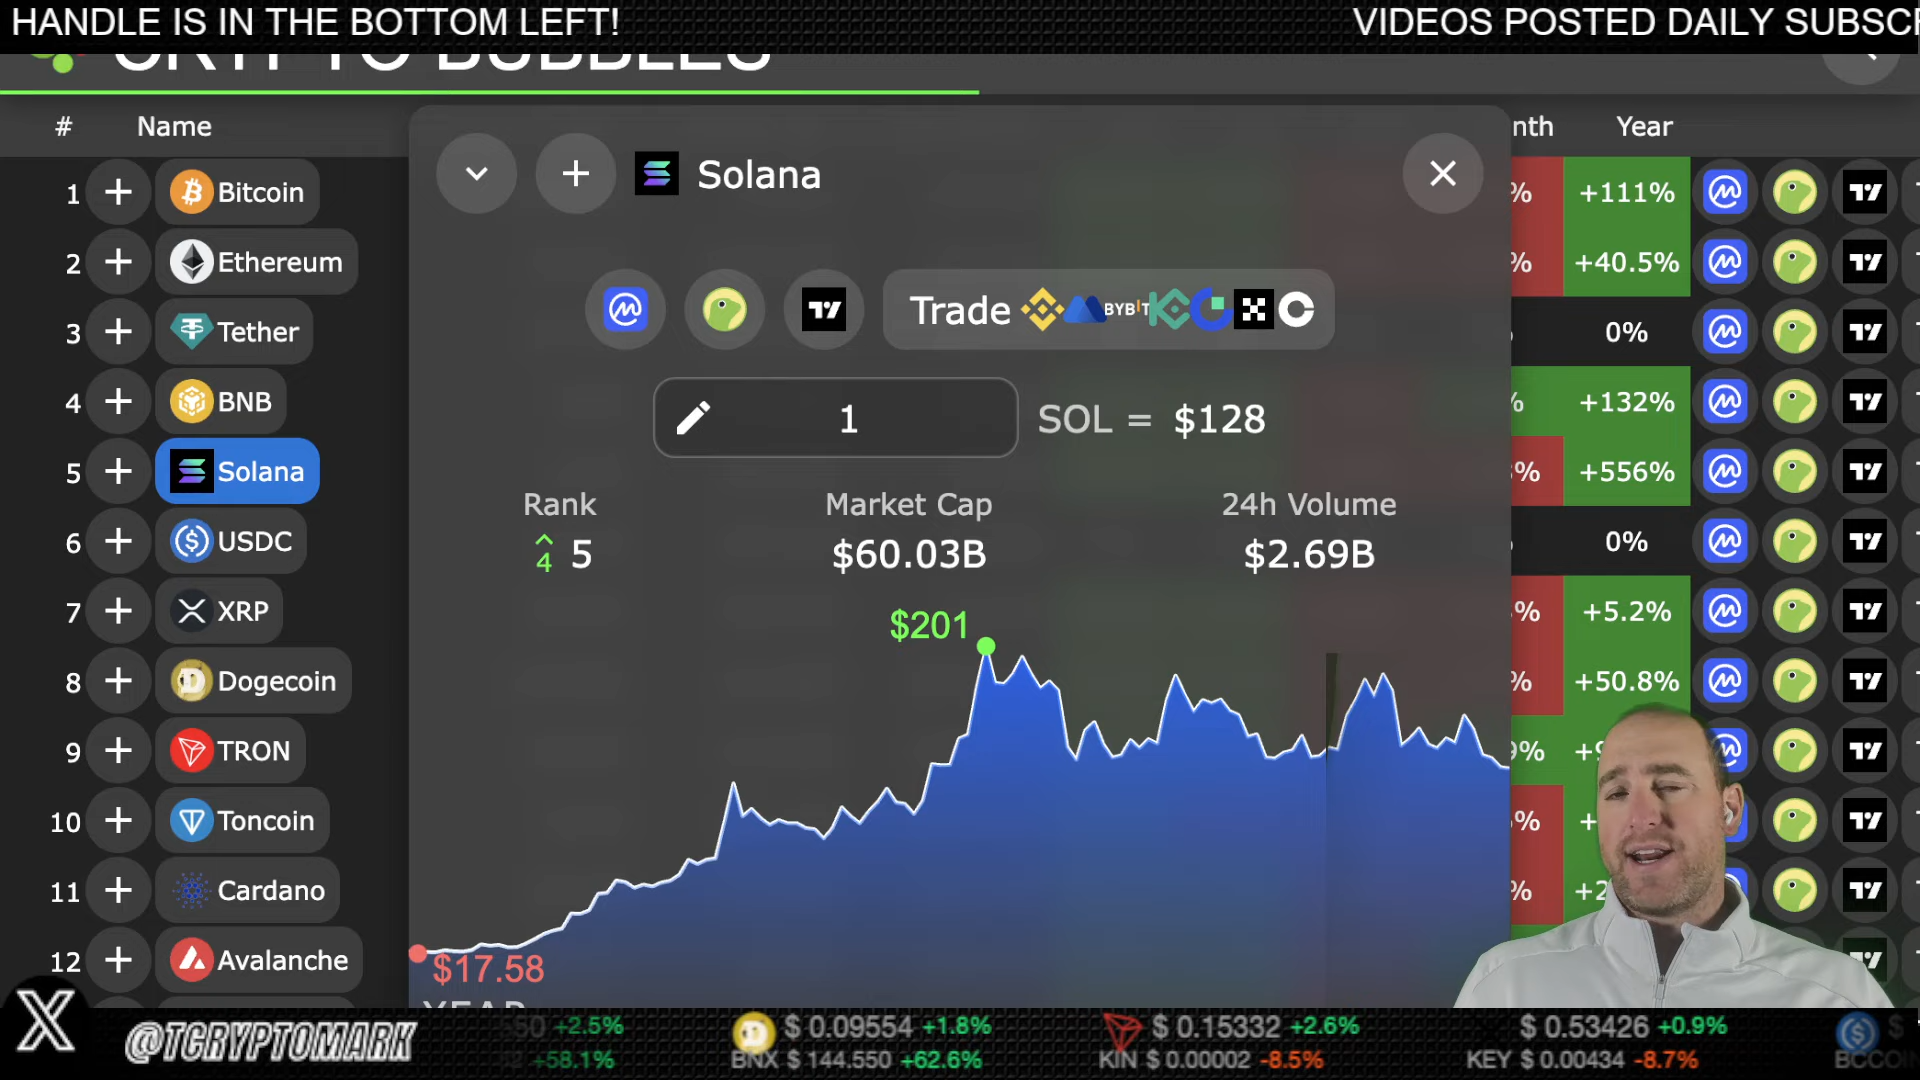 HANDLE IS IN THE BOTTOM LEFT!
VIDEOS POSTED DAILY
CRYPTO BUBBLES
# Name
Year
Solana
1 Bitcoin +111%
2 Ethereum +40.5%
Trade BYBIT
3 Tether 0%
4 BNB +132%
1 SOL = $128
5 Solana +556%
Rank Market Cap 24h Volume
4 5 $60.03B $2.69B
6 USDC 0%
7 XRP +5.2%
$201
8 Dogecoin +50.8%
9 TRON
10 Toncoin
11 Cardano
12 Avalanche
$17.58
YEAR
X @TCRYPTOMARK
+2.5% $ 0.09554 +1.8% $ 0.15332 +2.6% $ 0.53426 +0.9% $
+58.1% BNX $ 144.550 +62.6% KIN $ 0.00002 -8.5% KEY $ 0.00434 -8.7%